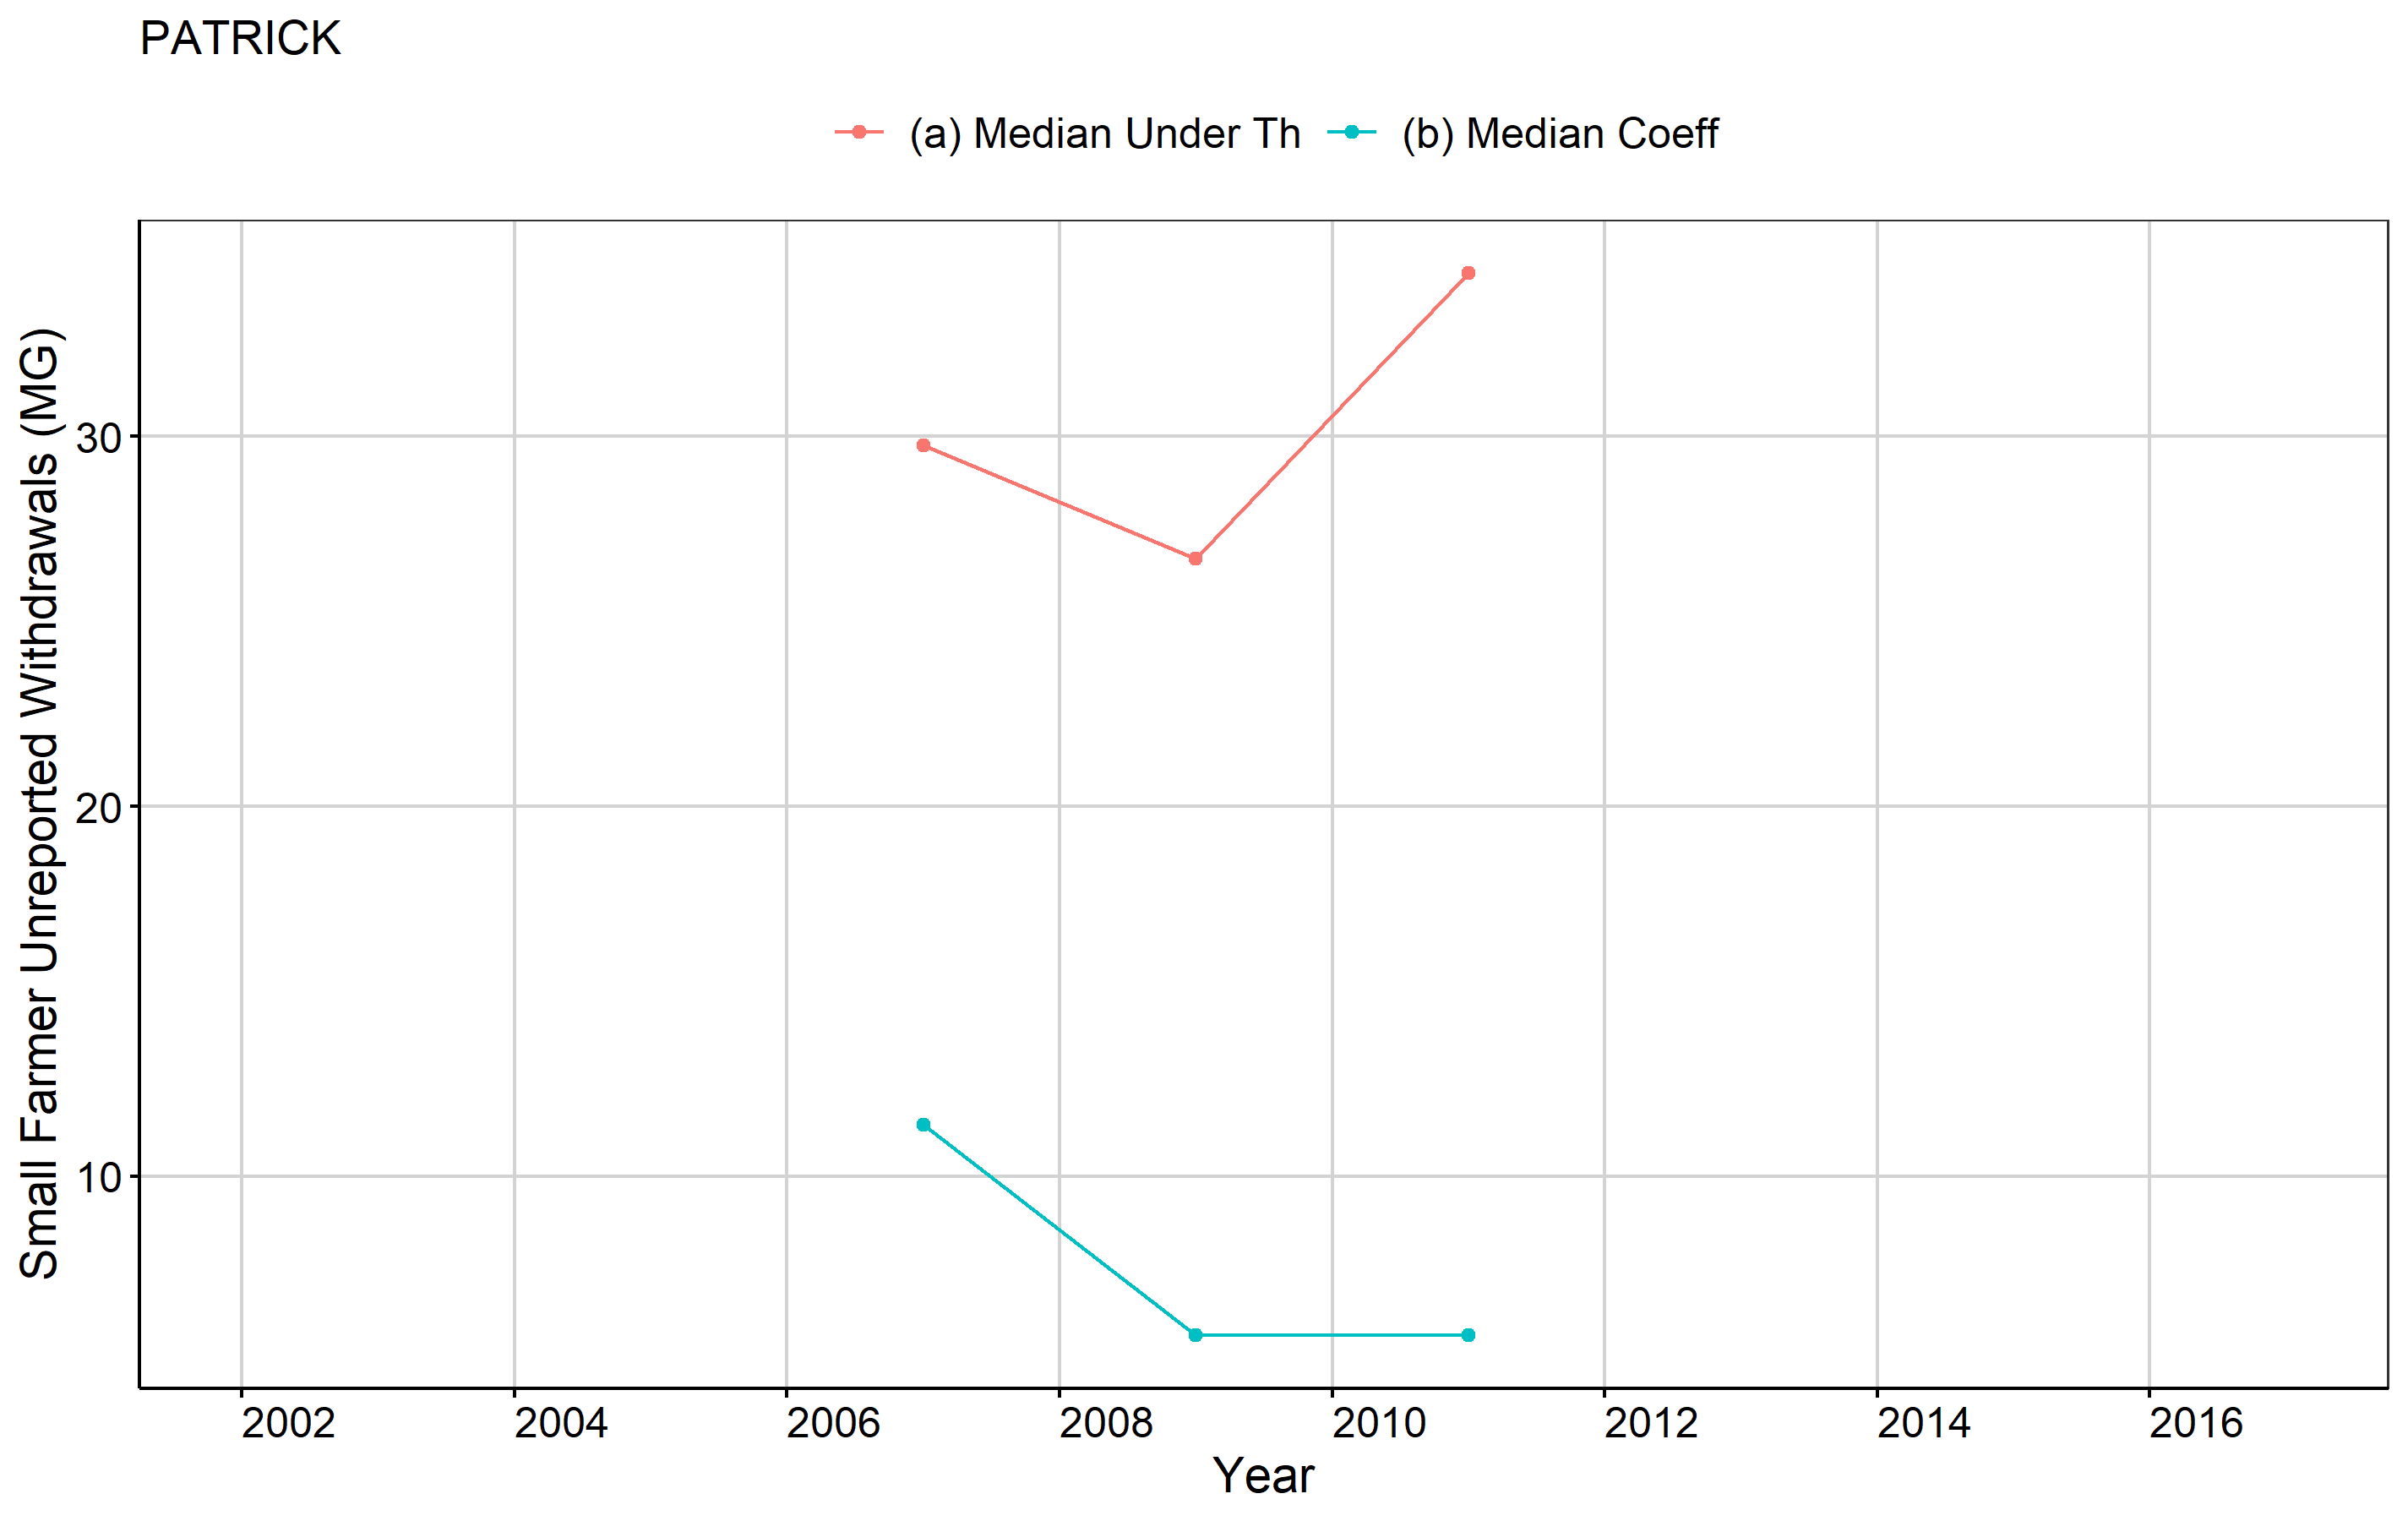 PATRICK
(a) Median Under Th (b) Median Coeff
Small Farmer Unreported Withdrawals (MG)
30
20
10
2002 2004 2006 2008 2010 2012 2014 2016
Year